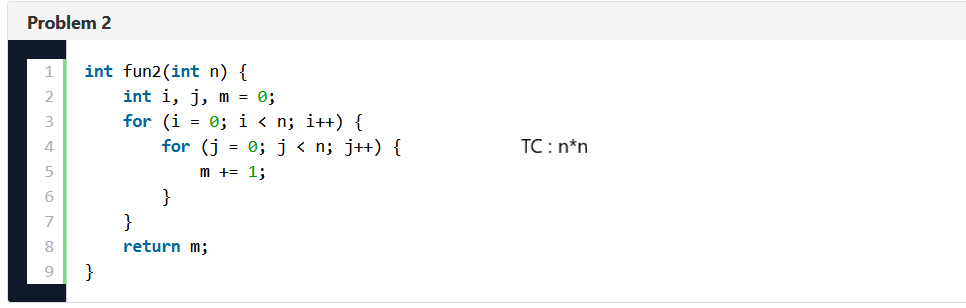 Problem 2
1 int fun2(int n) {
2     int i, j, m = 0;
3     for (i = 0; i < n; i++) {
4         for (j = 0; j < n; j++) { TC : n*n
5             m += 1;
6         }
7     }
8     return m;
9 }